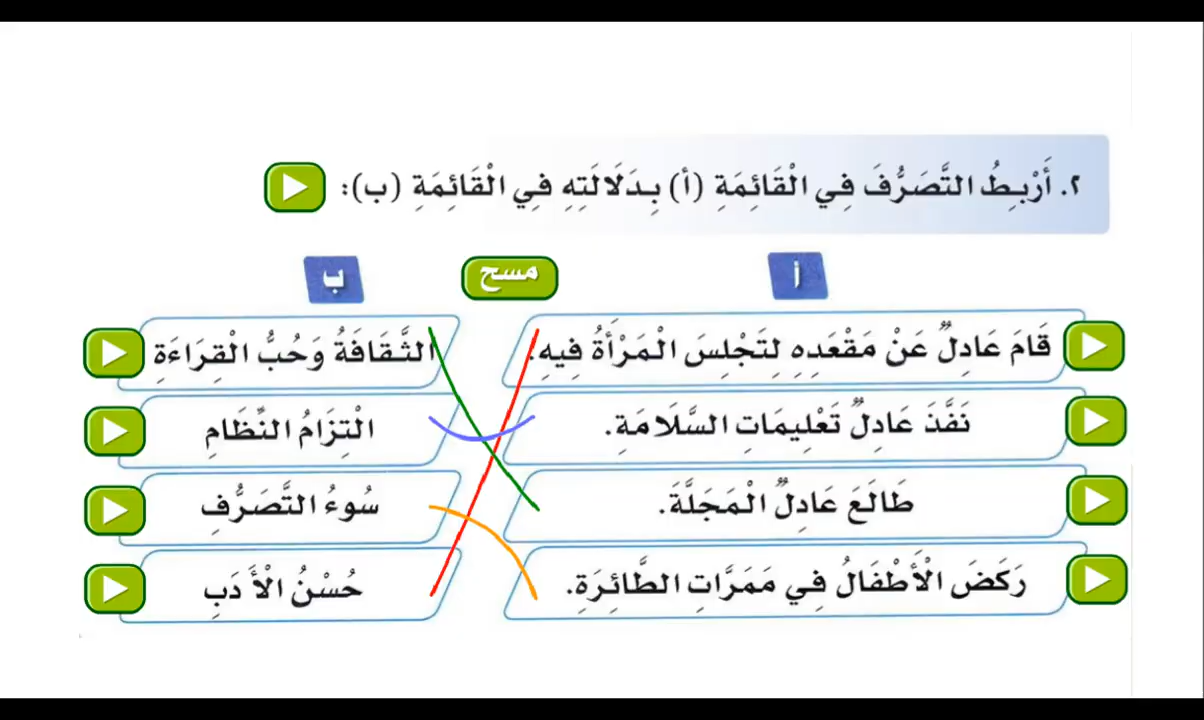 ٢. أَرْبِطُ التَّصَرُّفَ فِي الْقَائِمَةِ (أ) بِدَلَالَتِهِ فِي الْقَائِمَةِ (ب):
أ
مسح
ب
قَامَ عَادِلٌ عَنْ مَقْعَدِهِ لِتَجْلِسَ الْمَرْأَةُ فِيهِ.
الثَّقَافَةُ وَحُبُّ الْقِرَاءَةِ
نَفَّذَ عَادِلٌ تَعْلِيمَاتِ السَّلَامَةِ.
الْتِزَامُ النِّظَامِ
طَالَعَ عَادِلٌ الْمَجَلَّةَ.
سُوءُ التَّصَرُّفِ
رَكَضَ الْأَطْفَالُ فِي مَمَرَّاتِ الطَّائِرَةِ.
حُسْنُ الْأَدَبِ